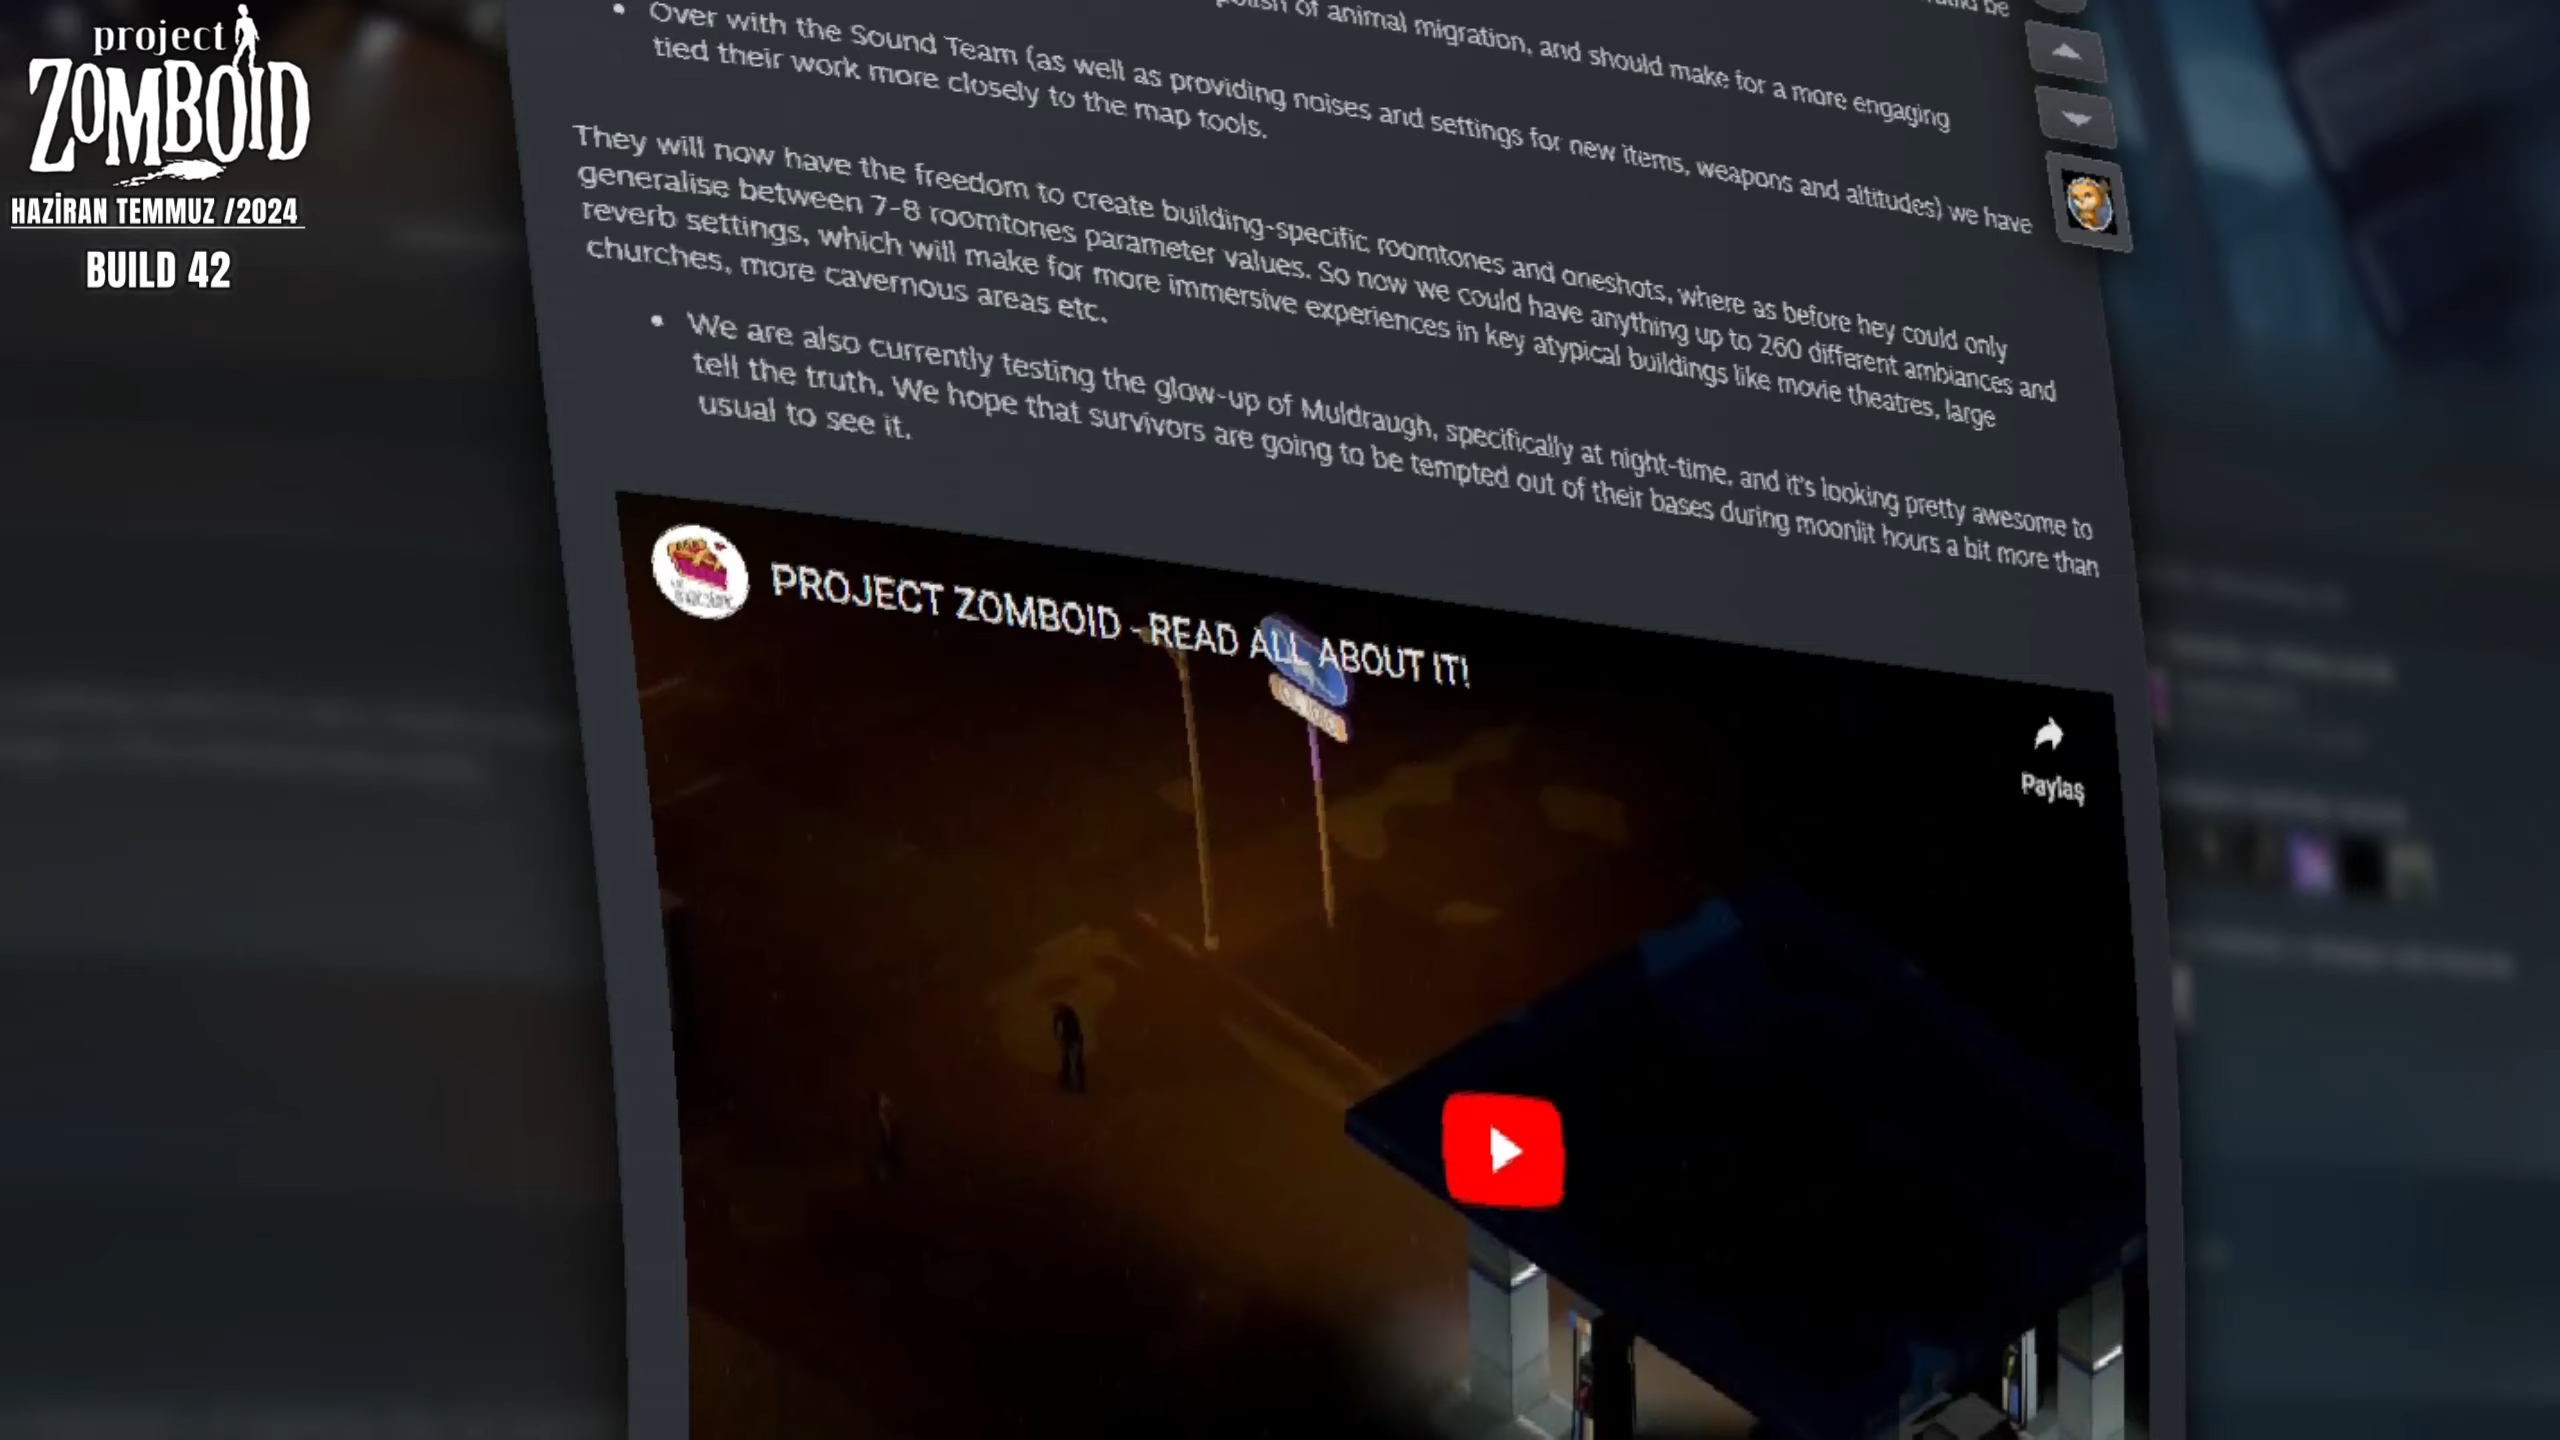 project
ZOMBOID
HAZİRAN TEMMUZ /2024
BUILD 42
of animal migration, and should make for a more engaging
• Over with the Sound Team (as well as providing noises and settings for new items, weapons and altitudes) we have
tied their work more closely to the map tools.
They will now have the freedom to create building-specific roomtones and oneshots, where as before hey could only
generalise between 7-8 roomtones parameter values. So now we could have anything up to 260 different ambiances and
reverb settings, which will make for more immersive experiences in key atypical buildings like movie theatres, large
churches, more cavernous areas etc.
• We are also currently testing the glow-up of Muldraugh, specifically at night-time, and it's looking pretty awesome to
tell the truth. We hope that survivors are going to be tempted out of their bases during moonlit hours a bit more than
usual to see it.
PROJECT ZOMBOID - READ ALL ABOUT IT!
Paylaş